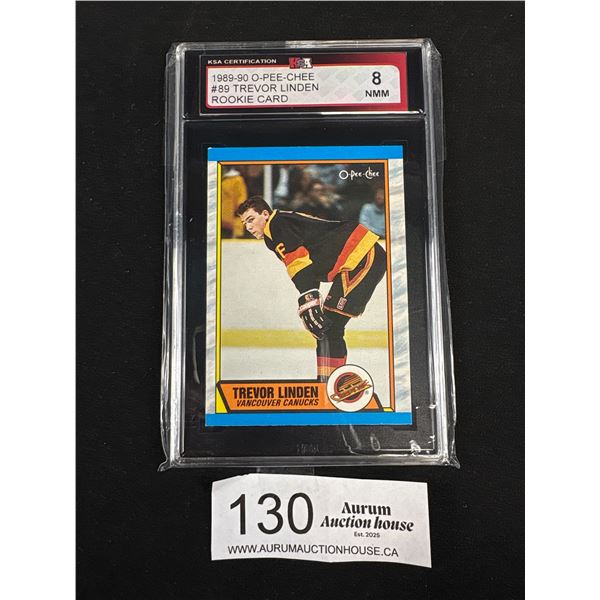 KSA CERTIFICATION
KSA
1989-90 O-PEE-CHEE
#89 TREVOR LINDEN
ROOKIE CARD
8
NMM
O-Pee-Chee
TREVOR LINDEN
VANCOUVER CANUCKS
130
Aurum
Auction house
Est. 2025
WWW.AURUMAUCTIONHOUSE.CA